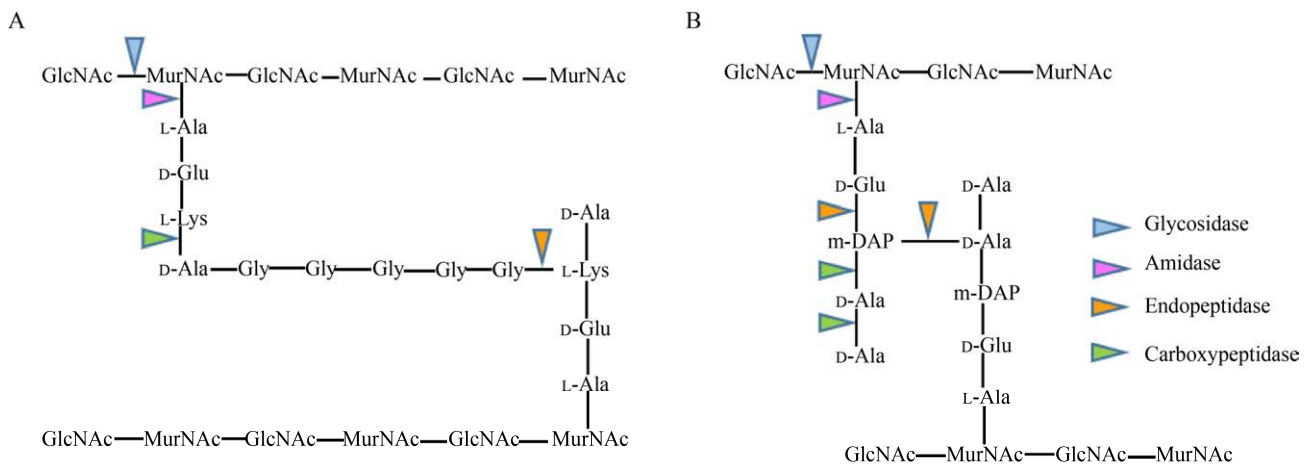 A
GlcNAc MurNAc GlcNAc MurNAc GlcNAc MurNAc
L-Ala
D-Glu
L-Lys
D-Ala Gly Gly Gly Gly Gly L-Lys
D-Ala
D-Glu
L-Ala
GlcNAc MurNAc GlcNAc MurNAc GlcNAc MurNAc
B
GlcNAc MurNAc GlcNAc MurNAc
L-Ala
D-Glu
m-DAP D-Ala
D-Ala
D-Ala
D-Ala
m-DAP
D-Glu
L-Ala
GlcNAc MurNAc GlcNAc MurNAc
Glycosidase
Amidase
Endopeptidase
Carboxypeptidase